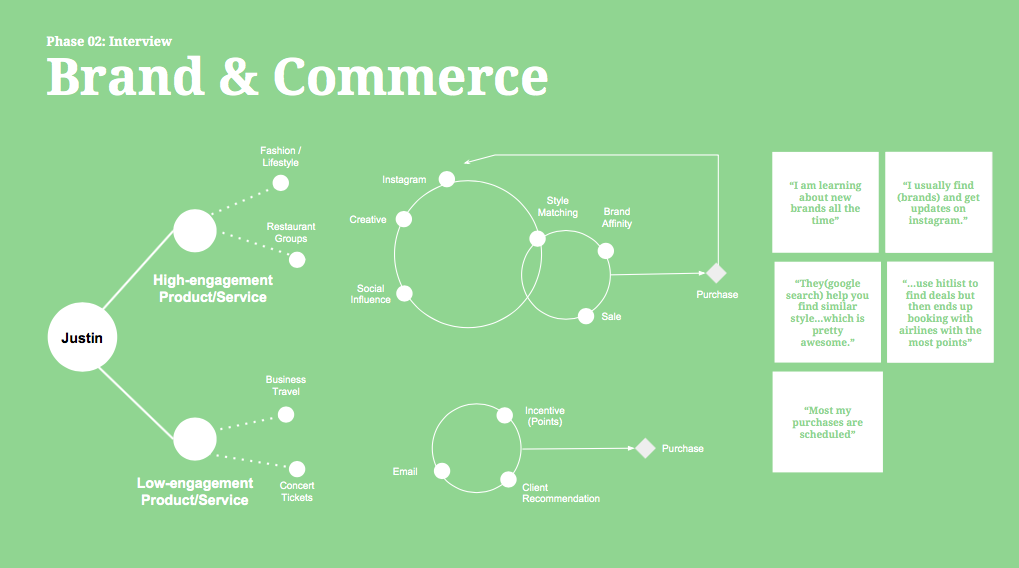 Phase 02: Interview
Brand & Commerce
Fashion /
Lifestyle
Restaurant
Groups
High-engagement
Product/Service
Justin
Business
Travel
Low-engagement
Product/Service
Concert
Tickets
Instagram
Creative
Social
Influence
Style
Matching
Brand
Affinity
Sale
Purchase
Incentive
(Points)
Email
Client
Recommendation
Purchase
“I am learning
about new
brands all the
time”
“I usually find
(brands) and get
updates on
instagram.”
“They(google
search) help you
find similar
style...which is
pretty
awesome.”
“...use hitlist to
find deals but
then ends up
booking with
airlines with the
most points”
“Most my
purchases are
scheduled”